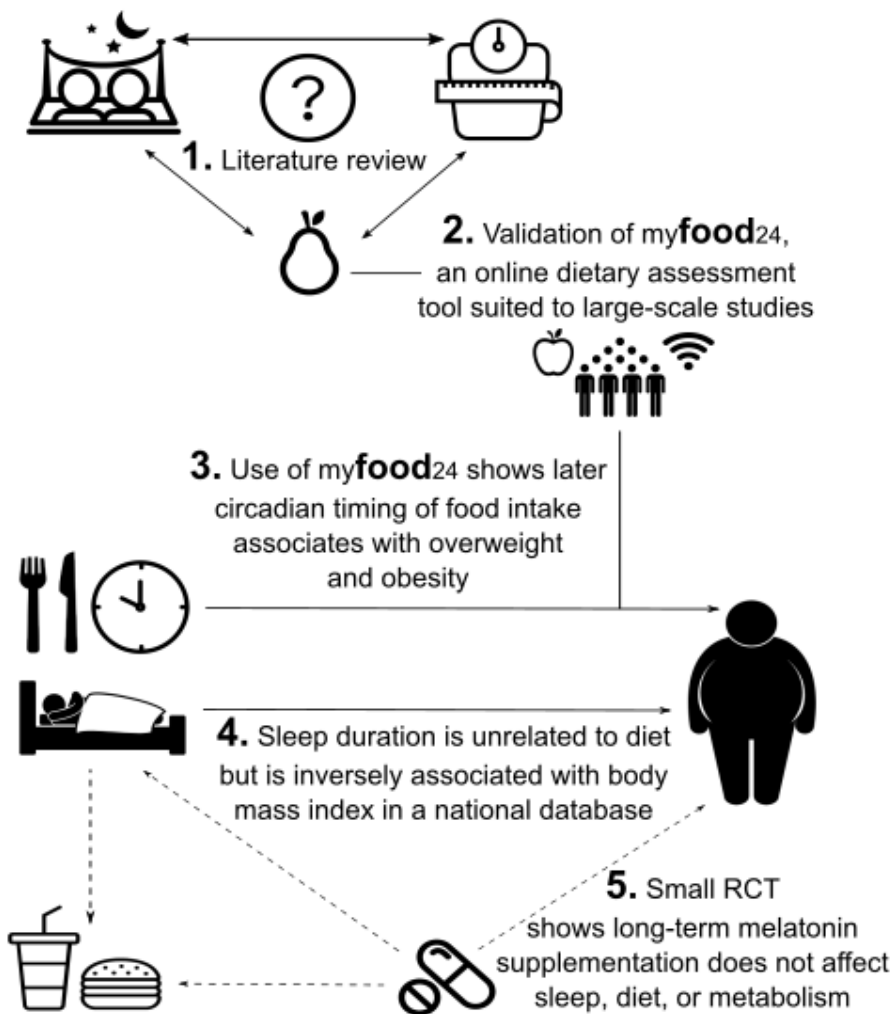 ?
1. Literature review
2. Validation of myfood24,
an online dietary assessment
tool suited to large-scale studies
3. Use of myfood24 shows later
circadian timing of food intake
associates with overweight
and obesity
4. Sleep duration is unrelated to diet
but is inversely associated with body
mass index in a national database
5. Small RCT
shows long-term melatonin
supplementation does not affect
sleep, diet, or metabolism